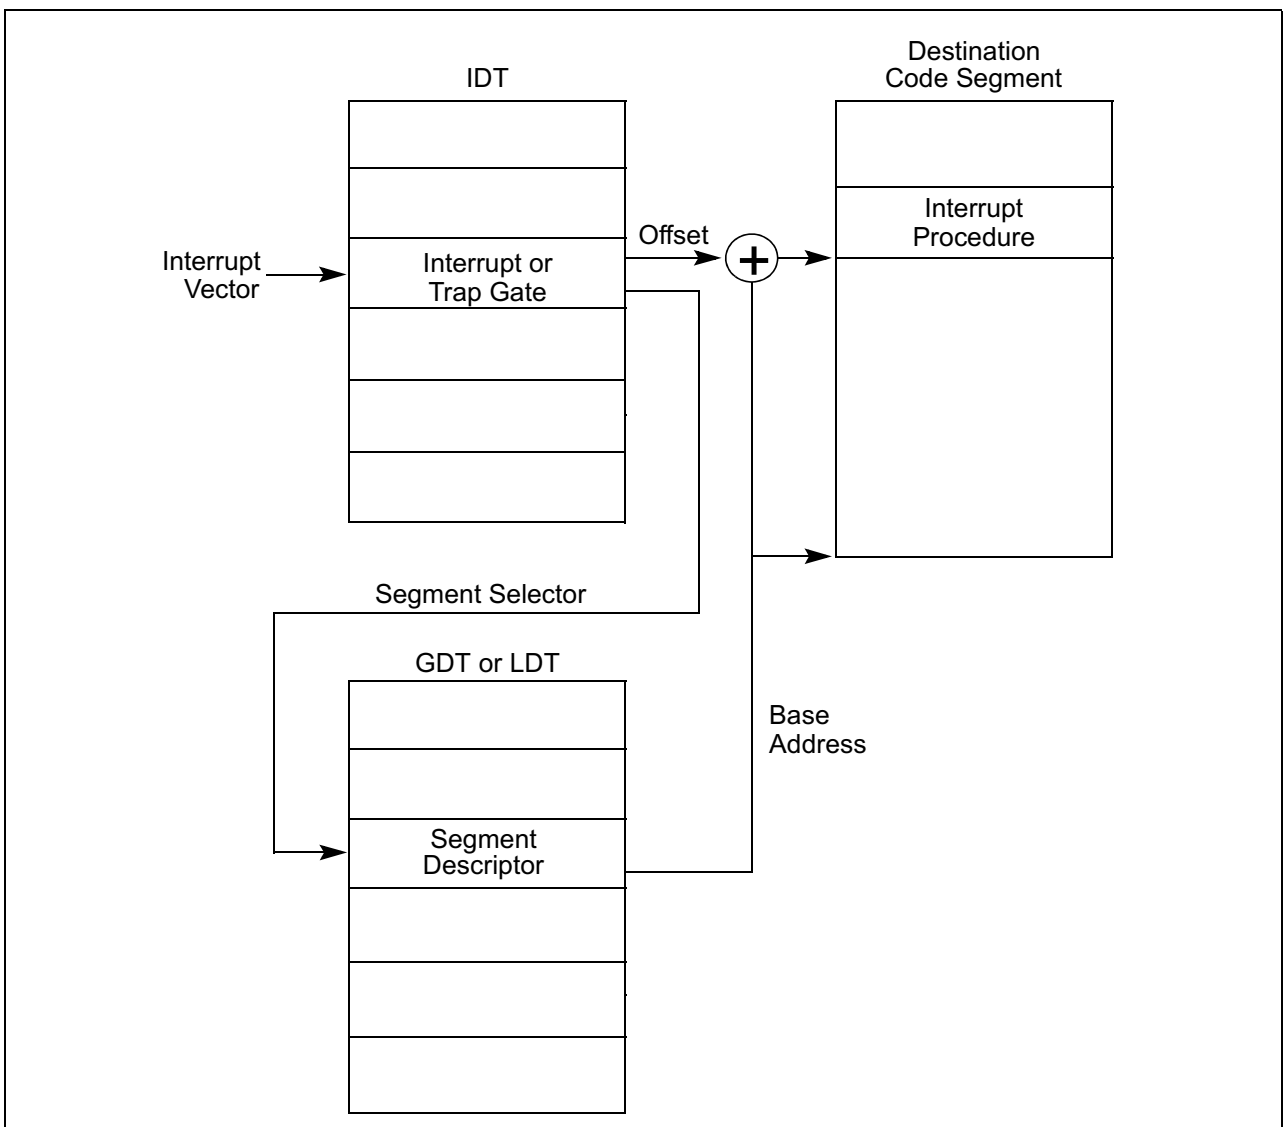 Destination
Code Segment
IDT
Interrupt
Procedure
Offset
+
Interrupt
Vector
Interrupt or
Trap Gate
Segment Selector
GDT or LDT
Base
Address
Segment
Descriptor